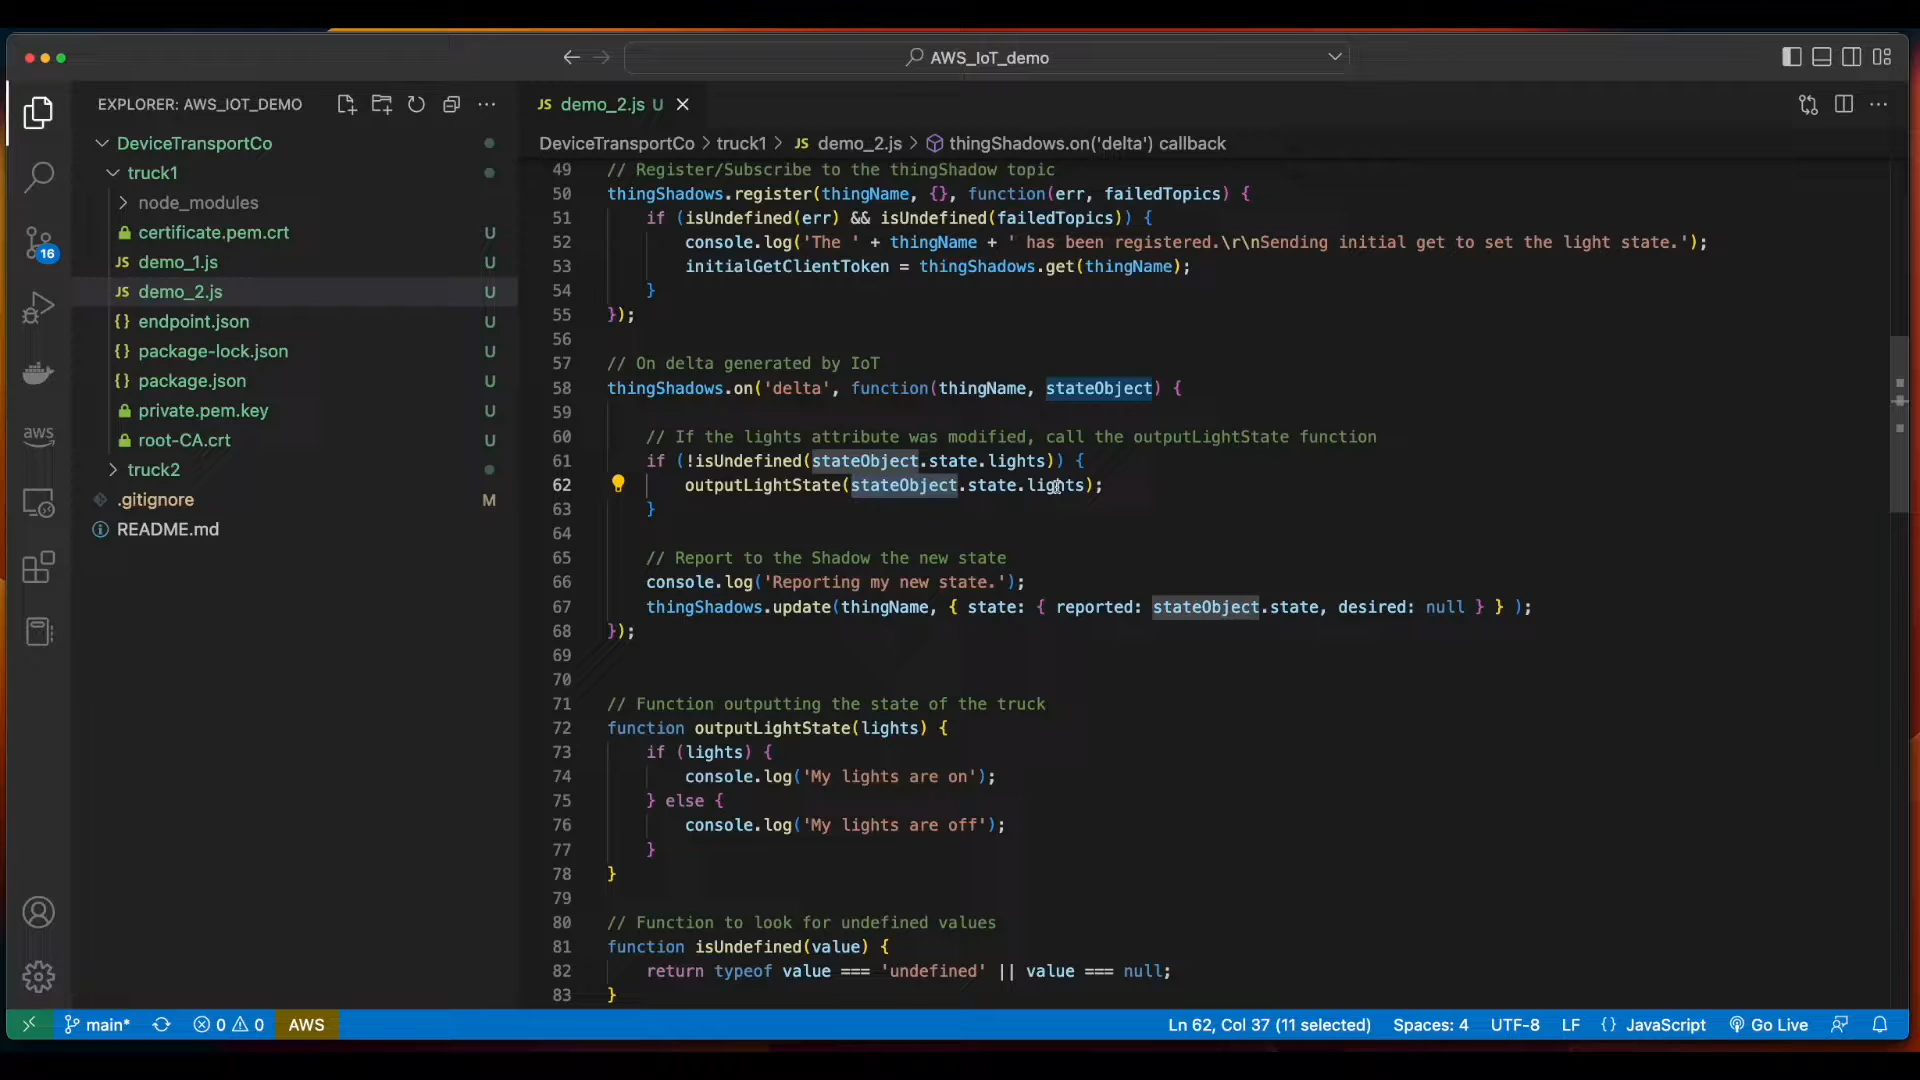 AWS_IoT_demo
EXPLORER: AWS_IOT_DEMO
DeviceTransportCo
truck1
node_modules
certificate.pem.crt U
JS demo_1.js U
JS demo_2.js U
{} endpoint.json U
{} package-lock.json U
{} package.json U
private.pem.key U
root-CA.crt U
truck2
.gitignore M
README.md
16
aws
JS demo_2.js U
DeviceTransportCo > truck1 > JS demo_2.js > thingShadows.on('delta') callback
49 // Register/Subscribe to the thingShadow topic
50 thingShadows.register(thingName, {}, function(err, failedTopics) {
51 if (isUndefined(err) && isUndefined(failedTopics)) {
52 console.log('The ' + thingName + ' has been registered.\r\nSending initial get to set the light state.');
53 initialGetClientToken = thingShadows.get(thingName);
54 }
55 });
56
57 // On delta generated by IoT
58 thingShadows.on('delta', function(thingName, stateObject) {
59
60 // If the lights attribute was modified, call the outputLightState function
61 if (!isUndefined(stateObject.state.lights)) {
62 outputLightState(stateObject.state.lights);
63 }
64
65 // Report to the Shadow the new state
66 console.log('Reporting my new state.');
67 thingShadows.update(thingName, { state: { reported: stateObject.state, desired: null } } );
68 });
69
70
71 // Function outputting the state of the truck
72 function outputLightState(lights) {
73 if (lights) {
74 console.log('My lights are on');
75 } else {
76 console.log('My lights are off');
77 }
78 }
79
80 // Function to look for undefined values
81 function isUndefined(value) {
82 return typeof value === 'undefined' || value === null;
83 }
main* 0 0 AWS Ln 62, Col 37 (11 selected) Spaces: 4 UTF-8 LF {} JavaScript Go Live